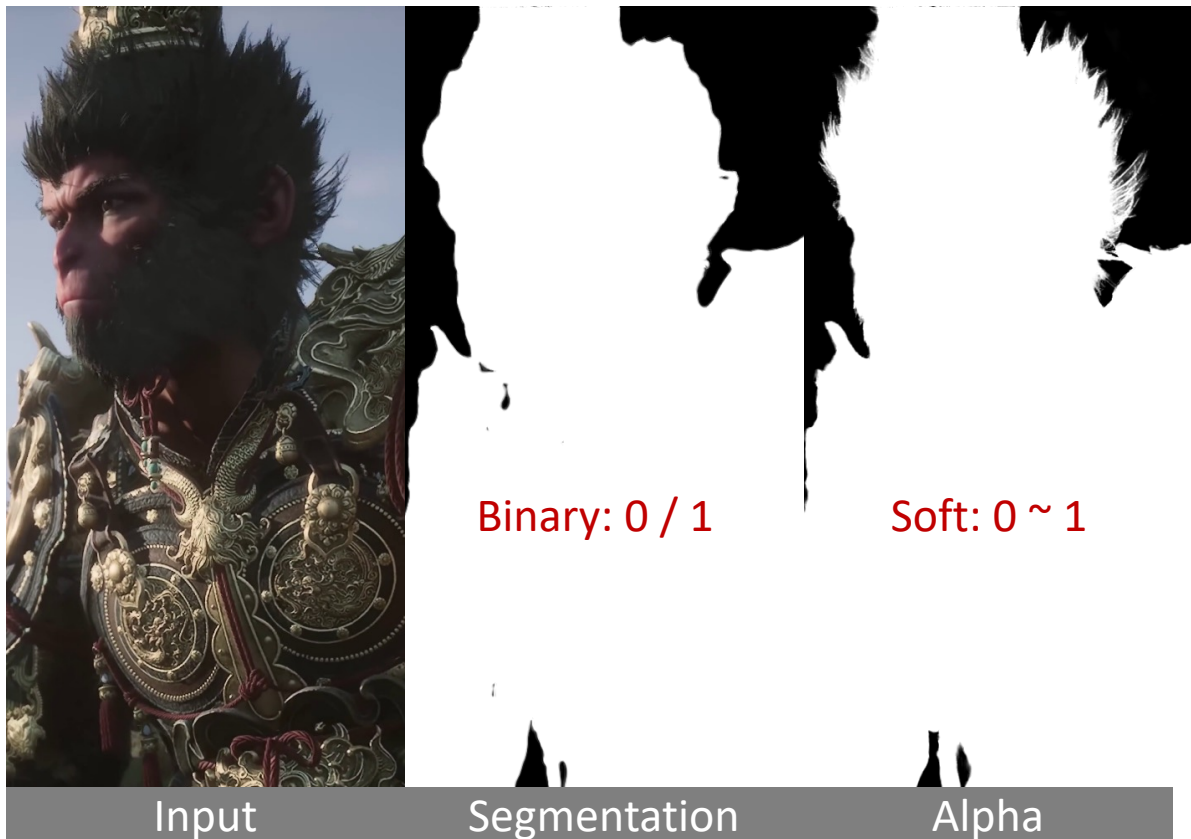 Binary: 0 / 1
Soft: 0 ~ 1
Input
Segmentation
Alpha